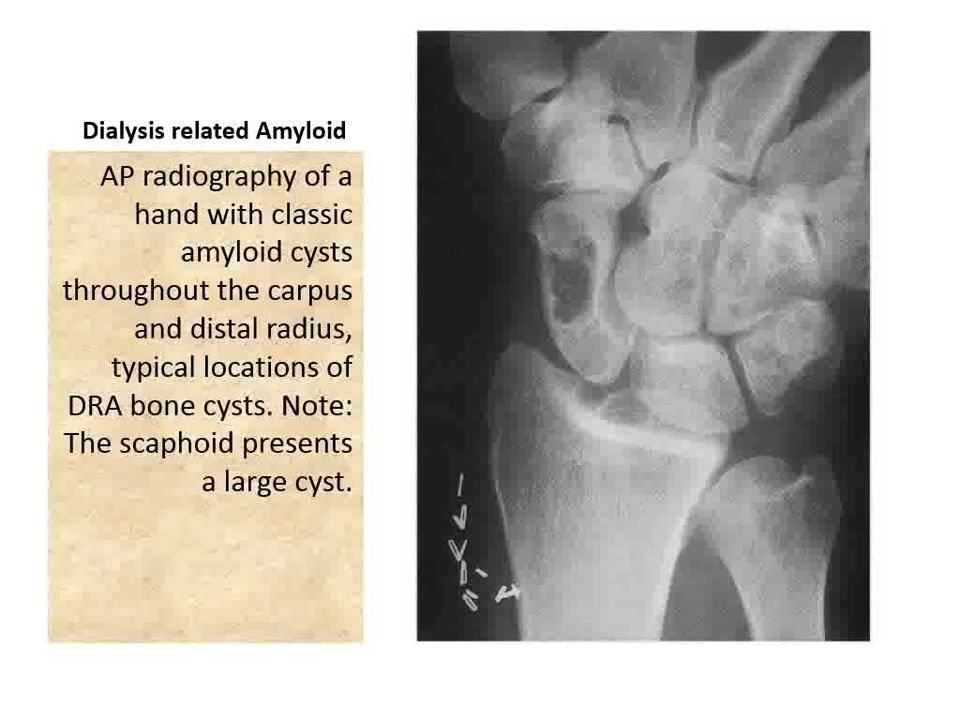 Dialysis related Amyloid
AP radiography of a
hand with classic
amyloid cysts
throughout the carpus
and distal radius,
typical locations of
DRA bone cysts. Note:
The scaphoid presents
a large cyst.